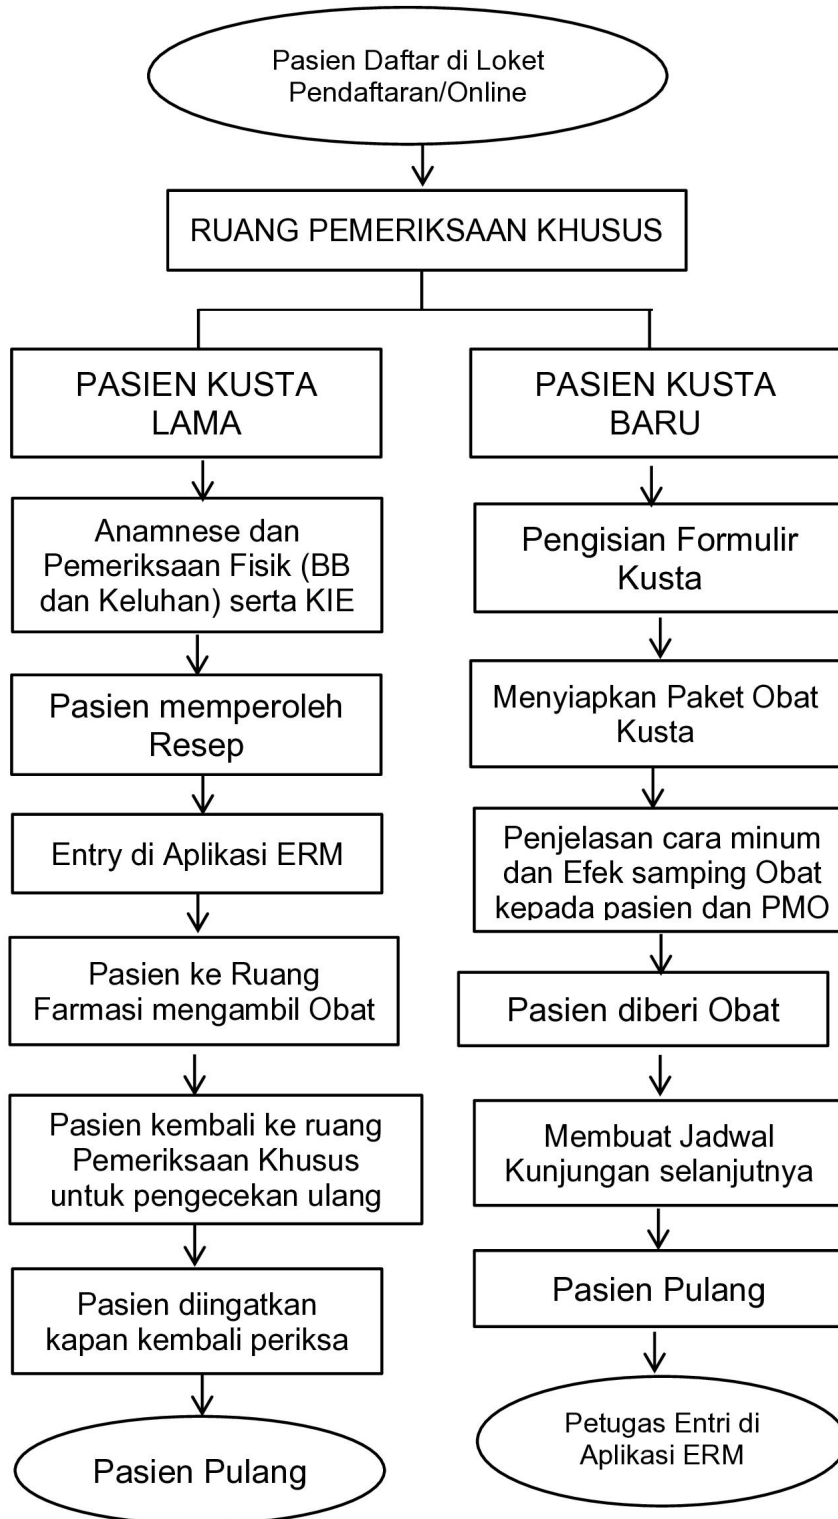 Pasien Daftar di Loket
Pendaftaran/Online
RUANG PEMERIKSAAN KHUSUS
PASIEN KUSTA
LAMA
Anamnese dan
Pemeriksaan Fisik (BB
dan Keluhan) serta KIE
Pasien memperoleh
Resep
Entry di Aplikasi ERM
Pasien ke Ruang
Farmasi mengambil Obat
Pasien kembali ke ruang
Pemeriksaan Khusus
untuk pengecekan ulang
Pasien diingatkan
kapan kembali periksa
Pasien Pulang
PASIEN KUSTA
BARU
Pengisian Formulir
Kusta
Menyiapkan Paket Obat
Kusta
Penjelasan cara minum
dan Efek samping Obat
kepada pasien dan PMO
Pasien diberi Obat
Membuat Jadwal
Kunjungan selanjutnya
Pasien Pulang
Petugas Entri di
Aplikasi ERM